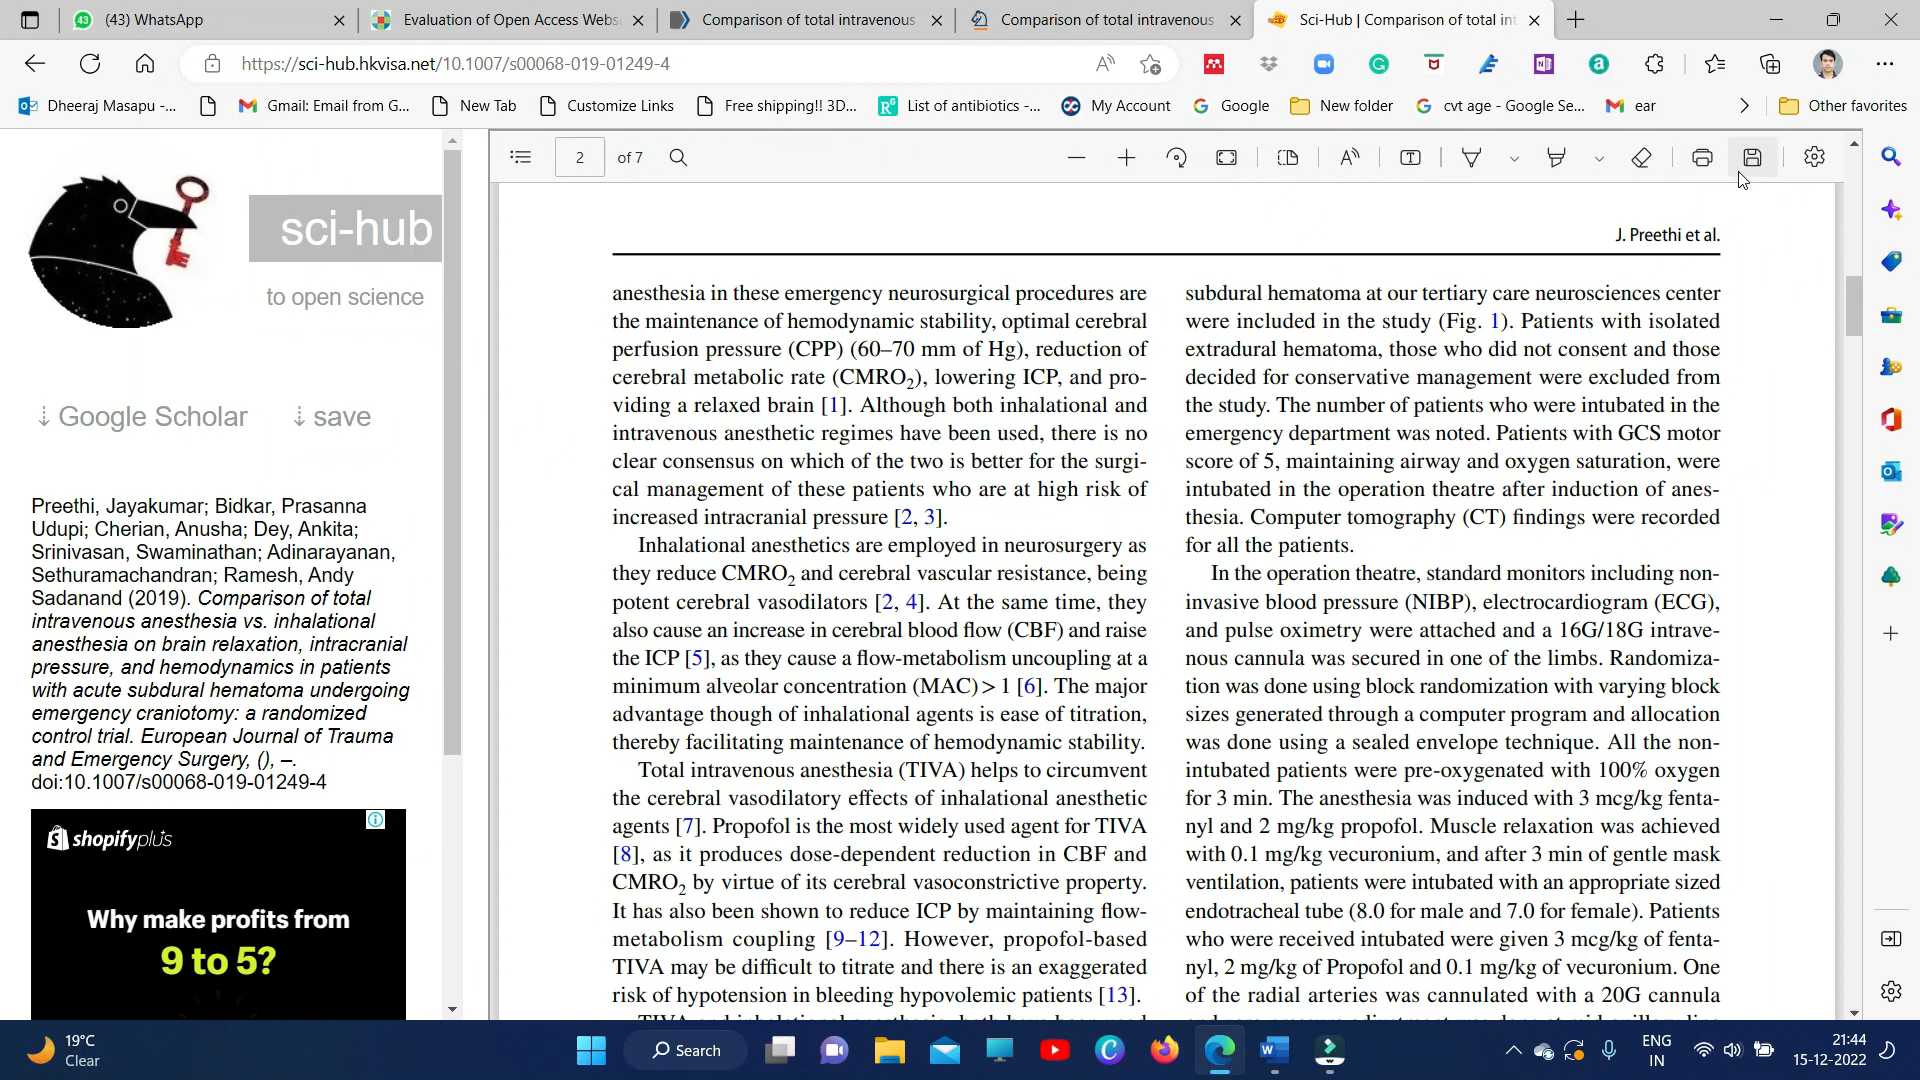 (43) WhatsApp
Evaluation of Open Access Webs
Comparison of total intravenous
Comparison of total intravenous
Sci-Hub | Comparison of total int
https://sci-hub.hkvisa.net/10.1007/s00068-019-01249-4
Dheeraj Masapu -...
Gmail: Email from G...
New Tab
Customize Links
Free shipping!! 3D...
List of antibiotics -...
My Account
Google
New folder
cvt age - Google Se...
ear
Other favorites
2 of 7
sci-hub
to open science
⇣ Google Scholar
⇣ save
Preethi, Jayakumar; Bidkar, Prasanna
Udupi; Cherian, Anusha; Dey, Ankita;
Srinivasan, Swaminathan; Adinarayanan,
Sethuramachandran; Ramesh, Andy
Sadanand (2019). Comparison of total
intravenous anesthesia vs. inhalational
anesthesia on brain relaxation, intracranial
pressure, and hemodynamics in patients
with acute subdural hematoma undergoing
emergency craniotomy: a randomized
control trial. European Journal of Trauma
and Emergency Surgery, (), –.
doi:10.1007/s00068-019-01249-4
shopifyplus
Why make profits from
9 to 5?
J. Preethi et al.
anesthesia in these emergency neurosurgical procedures are
the maintenance of hemodynamic stability, optimal cerebral
perfusion pressure (CPP) (60–70 mm of Hg), reduction of
cerebral metabolic rate (CMRO₂), lowering ICP, and pro-
viding a relaxed brain [1]. Although both inhalational and
intravenous anesthetic regimes have been used, there is no
clear consensus on which of the two is better for the surgi-
cal management of these patients who are at high risk of
increased intracranial pressure [2, 3].
Inhalational anesthetics are employed in neurosurgery as
they reduce CMRO₂ and cerebral vascular resistance, being
potent cerebral vasodilators [2, 4]. At the same time, they
also cause an increase in cerebral blood flow (CBF) and raise
the ICP [5], as they cause a flow-metabolism uncoupling at a
minimum alveolar concentration (MAC) > 1 [6]. The major
advantage though of inhalational agents is ease of titration,
thereby facilitating maintenance of hemodynamic stability.
Total intravenous anesthesia (TIVA) helps to circumvent
the cerebral vasodilatory effects of inhalational anesthetic
agents [7]. Propofol is the most widely used agent for TIVA
[8], as it produces dose-dependent reduction in CBF and
CMRO₂ by virtue of its cerebral vasoconstrictive property.
It has also been shown to reduce ICP by maintaining flow-
metabolism coupling [9–12]. However, propofol-based
TIVA may be difficult to titrate and there is an exaggerated
risk of hypotension in bleeding hypovolemic patients [13].
subdural hematoma at our tertiary care neurosciences center
were included in the study (Fig. 1). Patients with isolated
extradural hematoma, those who did not consent and those
decided for conservative management were excluded from
the study. The number of patients who were intubated in the
emergency department was noted. Patients with GCS motor
score of 5, maintaining airway and oxygen saturation, were
intubated in the operation theatre after induction of anes-
thesia. Computer tomography (CT) findings were recorded
for all the patients.
In the operation theatre, standard monitors including non-
invasive blood pressure (NIBP), electrocardiogram (ECG),
and pulse oximetry were attached and a 16G/18G intrave-
nous cannula was secured in one of the limbs. Randomiza-
tion was done using block randomization with varying block
sizes generated through a computer program and allocation
was done using a sealed envelope technique. All the non-
intubated patients were pre-oxygenated with 100% oxygen
for 3 min. The anesthesia was induced with 3 mcg/kg fenta-
nyl and 2 mg/kg propofol. Muscle relaxation was achieved
with 0.1 mg/kg vecuronium, and after 3 min of gentle mask
ventilation, patients were intubated with an appropriate sized
endotracheal tube (8.0 for male and 7.0 for female). Patients
who were received intubated were given 3 mcg/kg of fenta-
nyl, 2 mg/kg of Propofol and 0.1 mg/kg of vecuronium. One
of the radial arteries was cannulated with a 20G cannula
19°C
Clear
Search
ENG
IN
21:44
15-12-2022